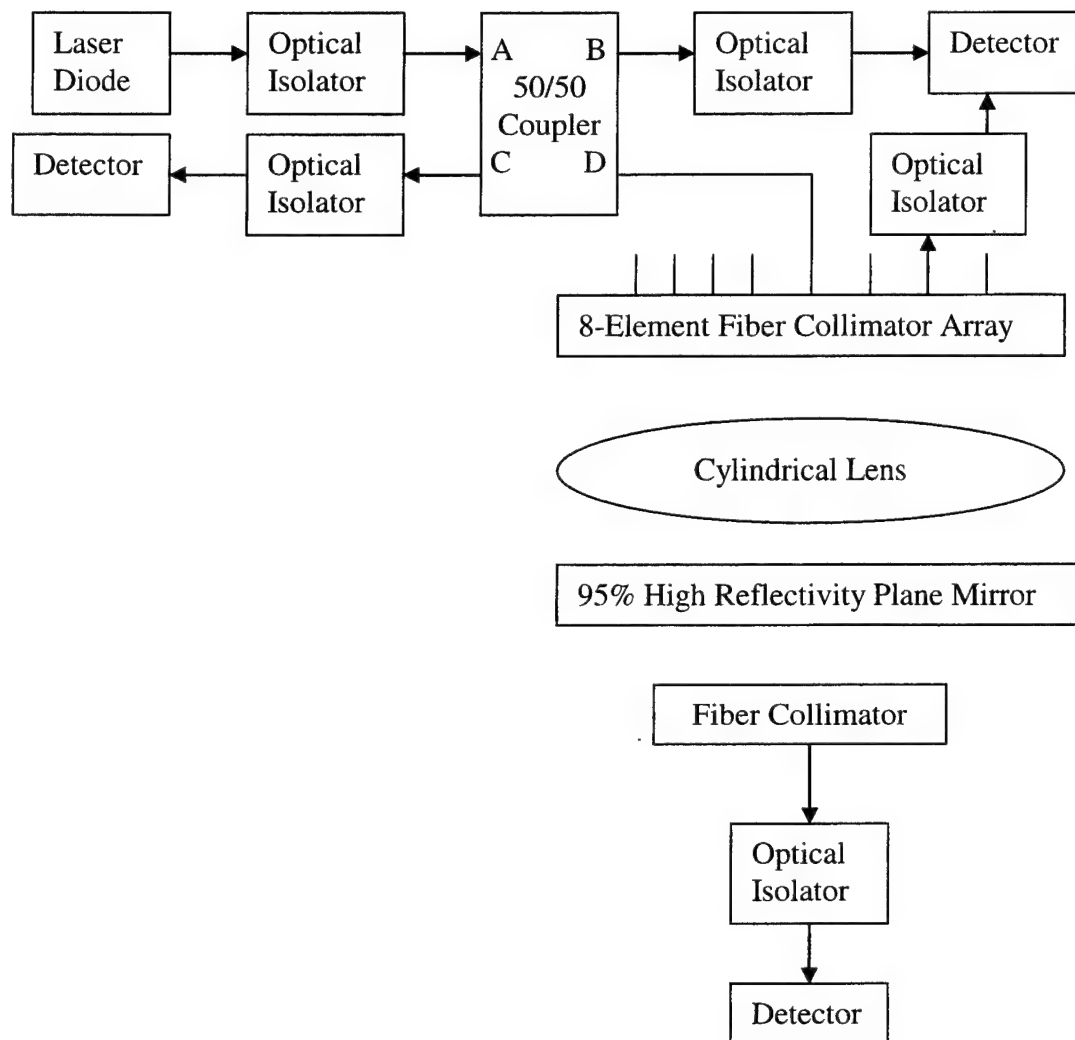 Laser
Diode
Optical
Isolator
A B
50/50
Coupler
C D
Optical
Isolator
Detector
Detector
Optical
Isolator
Optical
Isolator
8-Element Fiber Collimator Array
Cylindrical Lens
95% High Reflectivity Plane Mirror
Fiber Collimator
Optical
Isolator
Detector